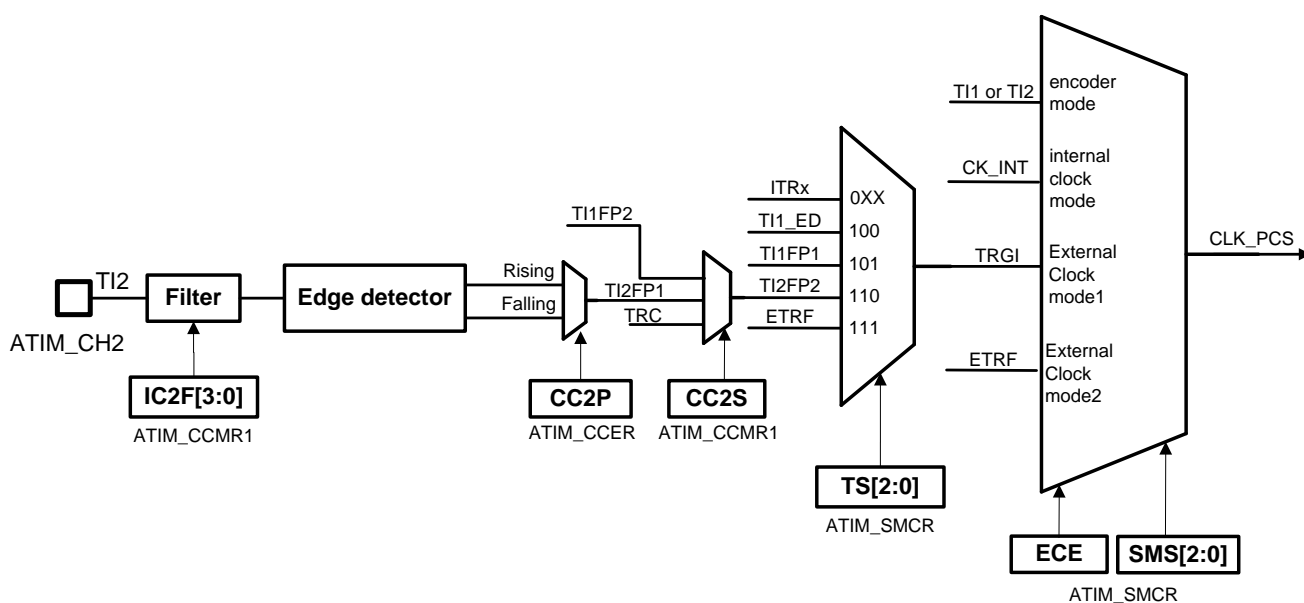 TI2
ATIM_CH2
Filter
IC2F[3:0]
ATIM_CCMR1
Edge detector
Rising
Falling
CC2P
ATIM_CCER
TI1FP2
TI2FP1
TRC
CC2S
ATIM_CCMR1
ITRx
TI1_ED
TI1FP1
TI2FP2
ETRF
0XX
100
101
110
111
TS[2:0]
ATIM_SMCR
TI1 or TI2
CK_INT
TRGI
ETRF
encoder
mode
internal
clock
mode
External
Clock
mode1
External
Clock
mode2
ECE
SMS[2:0]
ATIM_SMCR
CLK_PCS